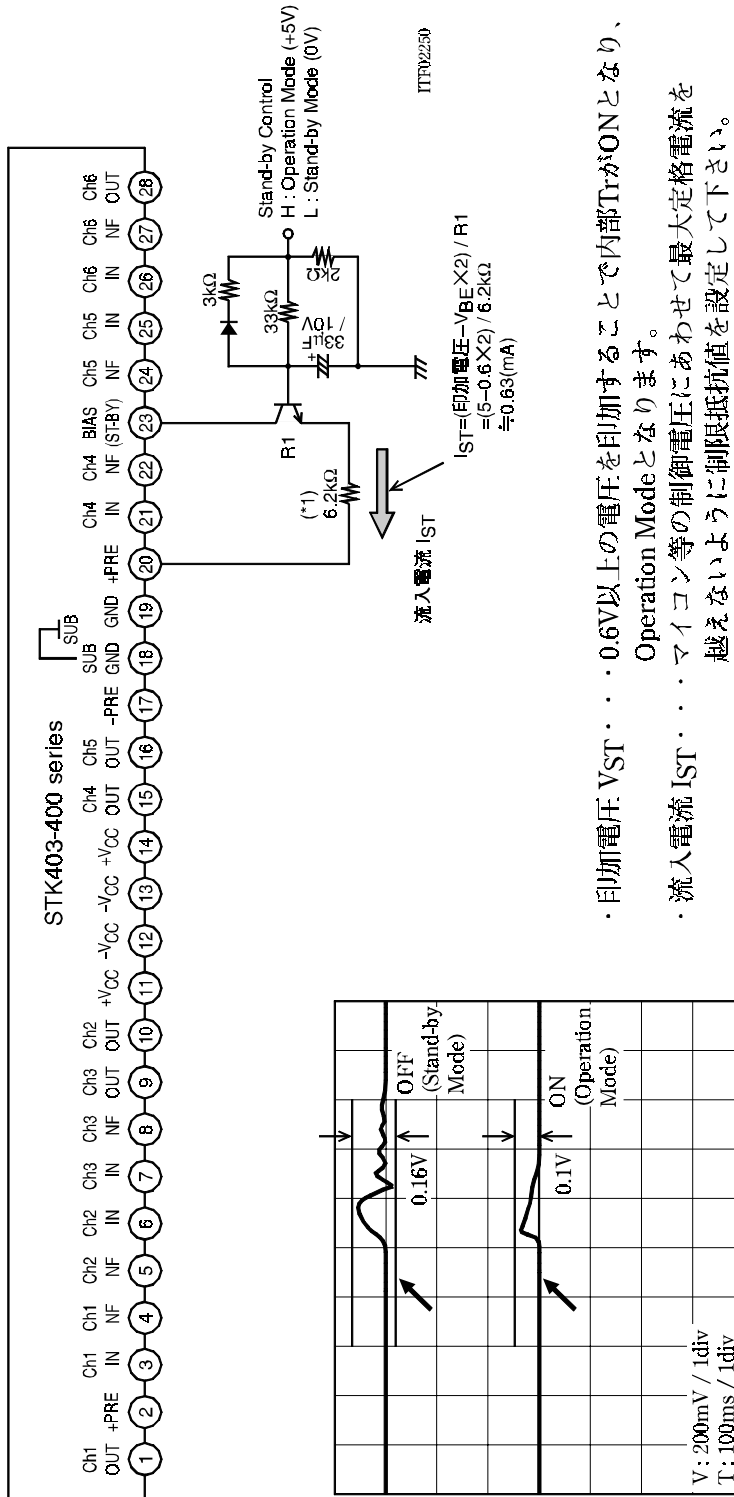 STK403-400 series
SUB
Ch1 OUT
+PRE
Ch1 IN
Ch1 NF
Ch2 NF
Ch2 IN
Ch3 IN
Ch3 NF
Ch3 OUT
Ch2 OUT
+VCC
-VCC
-VCC
+VCC
Ch4 OUT
Ch5 OUT
-PRE
SUB GND
GND
+PRE
Ch4 IN
Ch4 NF
BIAS (ST-BY)
Ch5 NF
Ch5 IN
Ch6 IN
Ch6 NF
Ch6 OUT
1 2 3 4 5 6 7 8 9 10 11 12 13 14 15 16 17 18 19 20 21 22 23 24 25 26 27 28
3kΩ
33kΩ
33μF
/ 10V
+
2kΩ
Stand-by Control
H : Operation Mode (+5V)
L : Stand-by Mode (0V)
R1
(*1)
6.2kΩ
流入電流 IST
IST=(印加電圧-VBE×2) / R1
=(5-0.6×2) / 6.2kΩ
≒0.63(mA)
ITF02250
OFF
(Stand-by
Mode)
0.16V
ON
(Operation
Mode)
0.1V
V : 200mV / 1div
T : 100ms / 1div
・印加電圧 VST・・・0.6V以上の電圧を印加することで内部TrがONとなり、
Operation Modeとなります。
・流入電流 IST・・・マイコン等の制御電圧にあわせて最大定格電流を
越えないように制限抵抗値を設定して下さい。